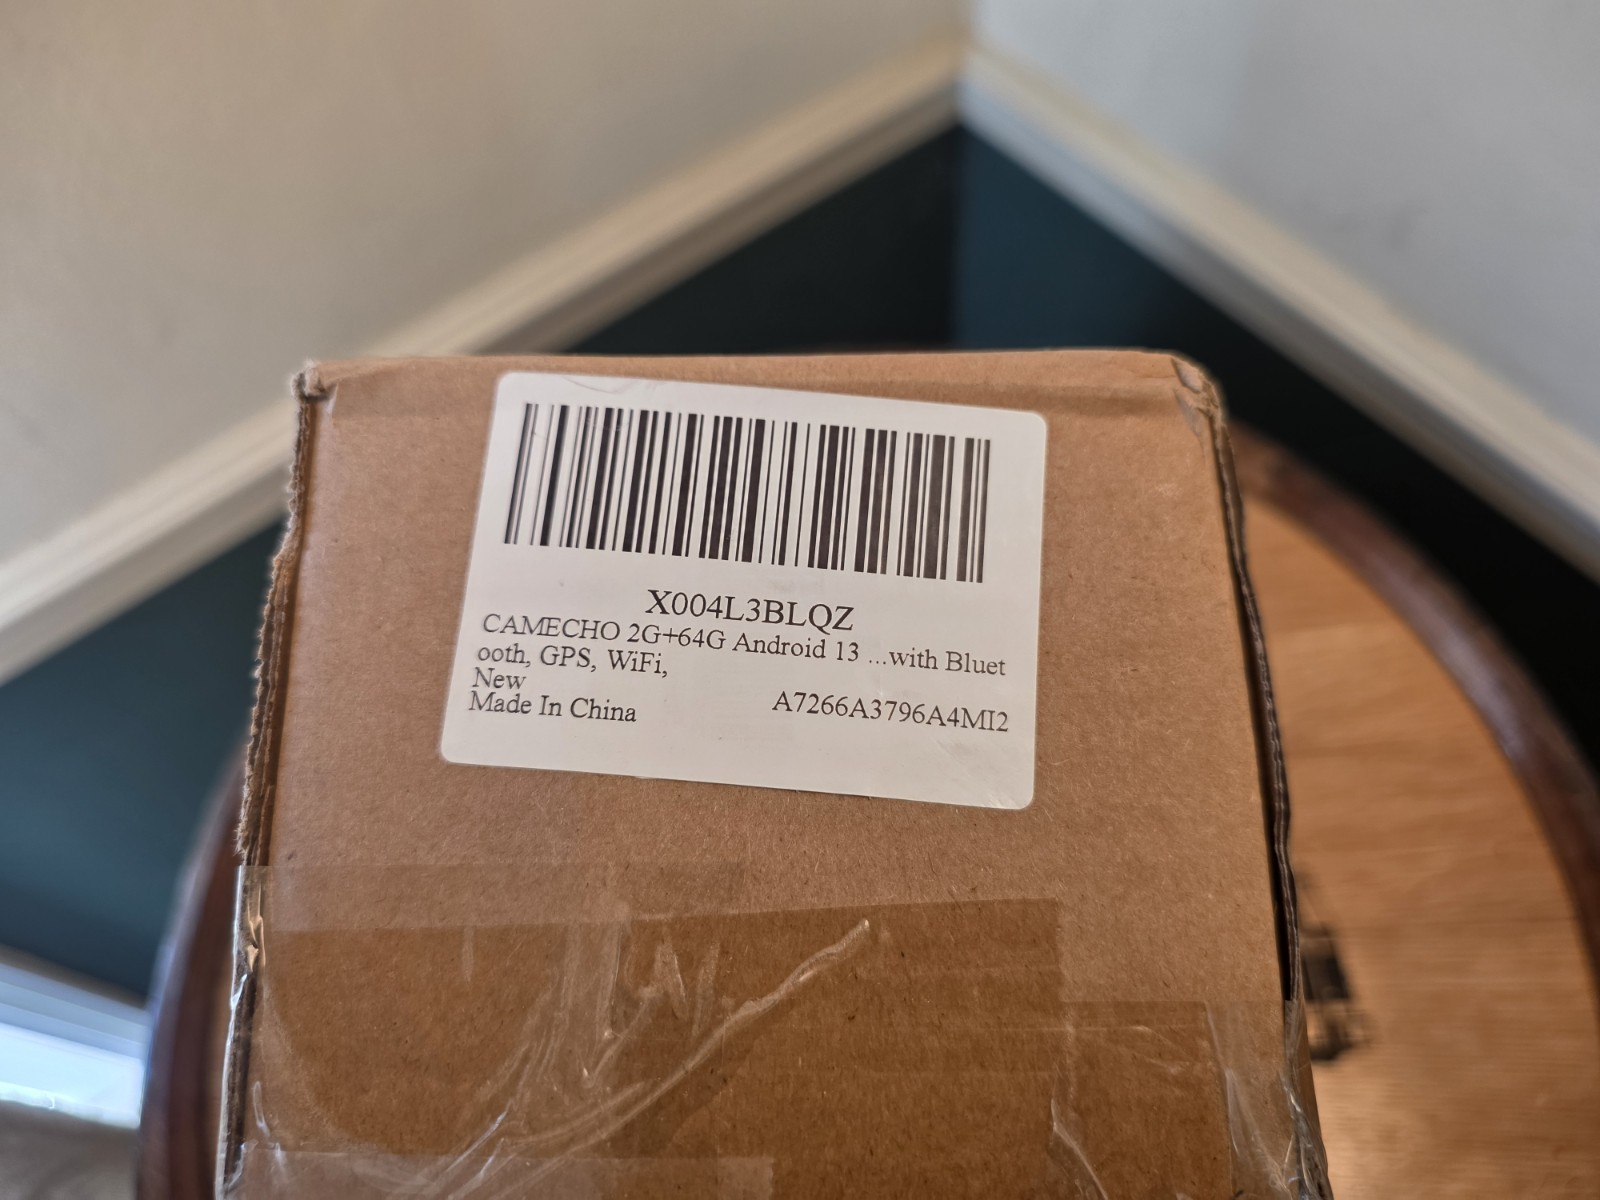 X004L3BLQZ
CAMECHO 2G+64G Android 13 ...with Bluet
ooth, GPS, WiFi,
New
Made In China A7266A3796A4MI2